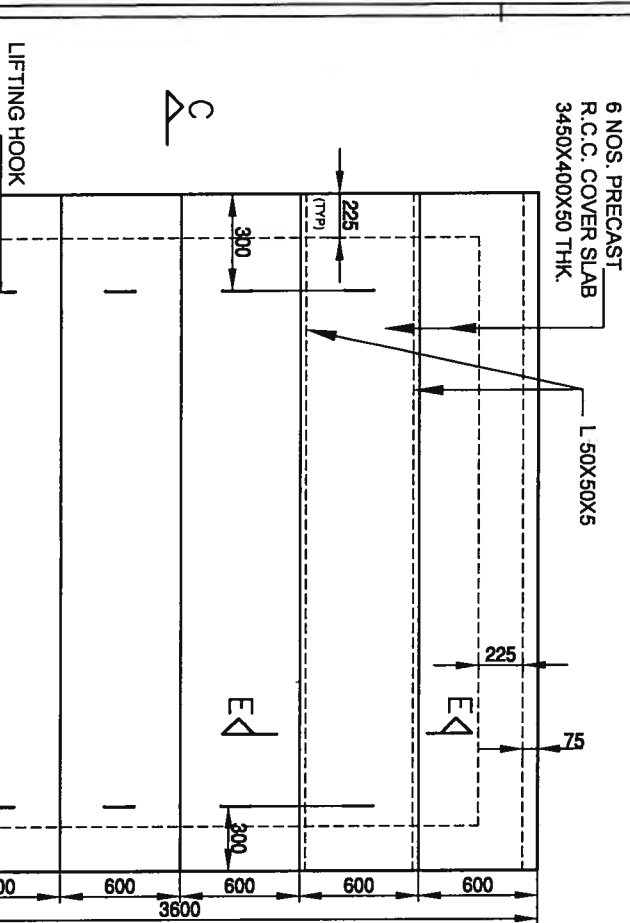 6 NOS. PRECAST
R.C.C. COVER SLAB
3450X400X50 THK.
L 50X50X5
C
LIFTING HOOK
225
(TYP)
300
225
75
E
E
300
00
600
600
600
600
3600